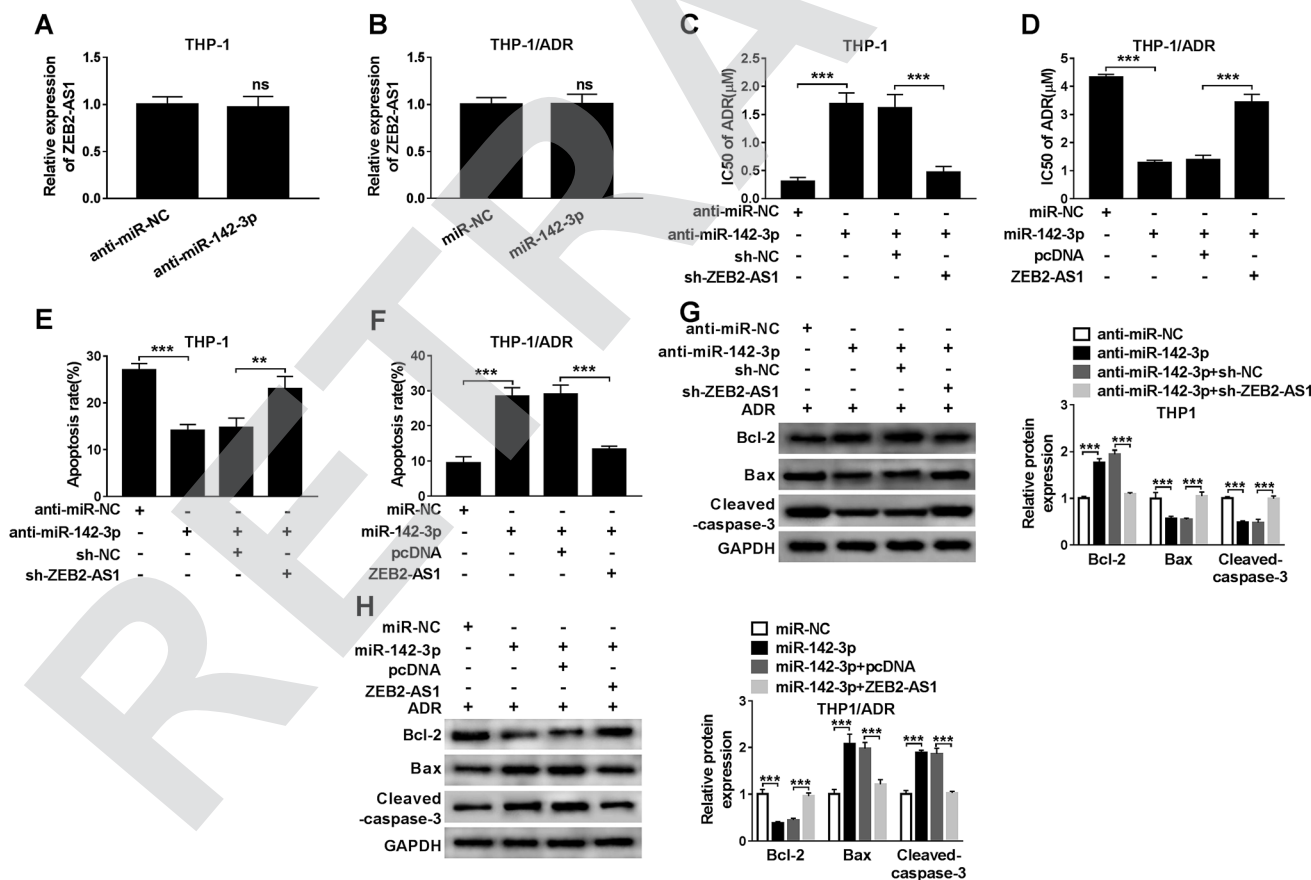 A
THP-1
Relative expression
of ZEB2-AS1
1.5
1.0
0.5
0.0
ns
anti-miR-NC
anti-miR-142-3p
B
THP-1/ADR
Relative expression
of ZEB2-AS1
1.5
1.0
0.5
0.0
ns
miR-NC
miR-142-3p
C
THP-1
IC50 of ADR(μM)
2.5
2.0
1.5
1.0
0.5
0.0
*** ***
anti-miR-NC + - - -
anti-miR-142-3p - + + +
sh-NC - - + -
sh-ZEB2-AS1 - - - +
D
THP-1/ADR
IC50 of ADR(μM)
5
4
3
2
1
0
*** ***
miR-NC + - - -
miR-142-3p - + + +
pcDNA - - + -
ZEB2-AS1 - - - +
E
THP-1
Apoptosis rate(%)
30
20
10
0
*** **
anti-miR-NC + - - -
anti-miR-142-3p - + + +
sh-NC - - + -
sh-ZEB2-AS1 - - - +
F
THP-1/ADR
Apoptosis rate(%)
40
30
20
10
0
*** ***
miR-NC + - - -
miR-142-3p - + + +
pcDNA - - + -
ZEB2-AS1 - - - +
G
anti-miR-NC + - - -
anti-miR-142-3p - + + +
sh-NC - - + -
sh-ZEB2-AS1 - - - +
ADR + + + +
Bcl-2
Bax
Cleaved
-caspase-3
GAPDH
anti-miR-NC
anti-miR-142-3p
anti-miR-142-3p+sh-NC
anti-miR-142-3p+sh-ZEB2-AS1
THP1
Relative protein
expression
3
2
1
0
*** *** *** *** *** ***
Bcl-2 Bax Cleaved-
caspase-3
H
miR-NC + - - -
miR-142-3p - + + +
pcDNA - - + -
ZEB2-AS1 - - - +
ADR + + + +
Bcl-2
Bax
Cleaved
-caspase-3
GAPDH
miR-NC
miR-142-3p
miR-142-3p+pcDNA
miR-142-3p+ZEB2-AS1
THP1/ADR
Relative protein
expression
3
2
1
0
*** *** *** *** *** ***
Bcl-2 Bax Cleaved-
caspase-3
RETRA